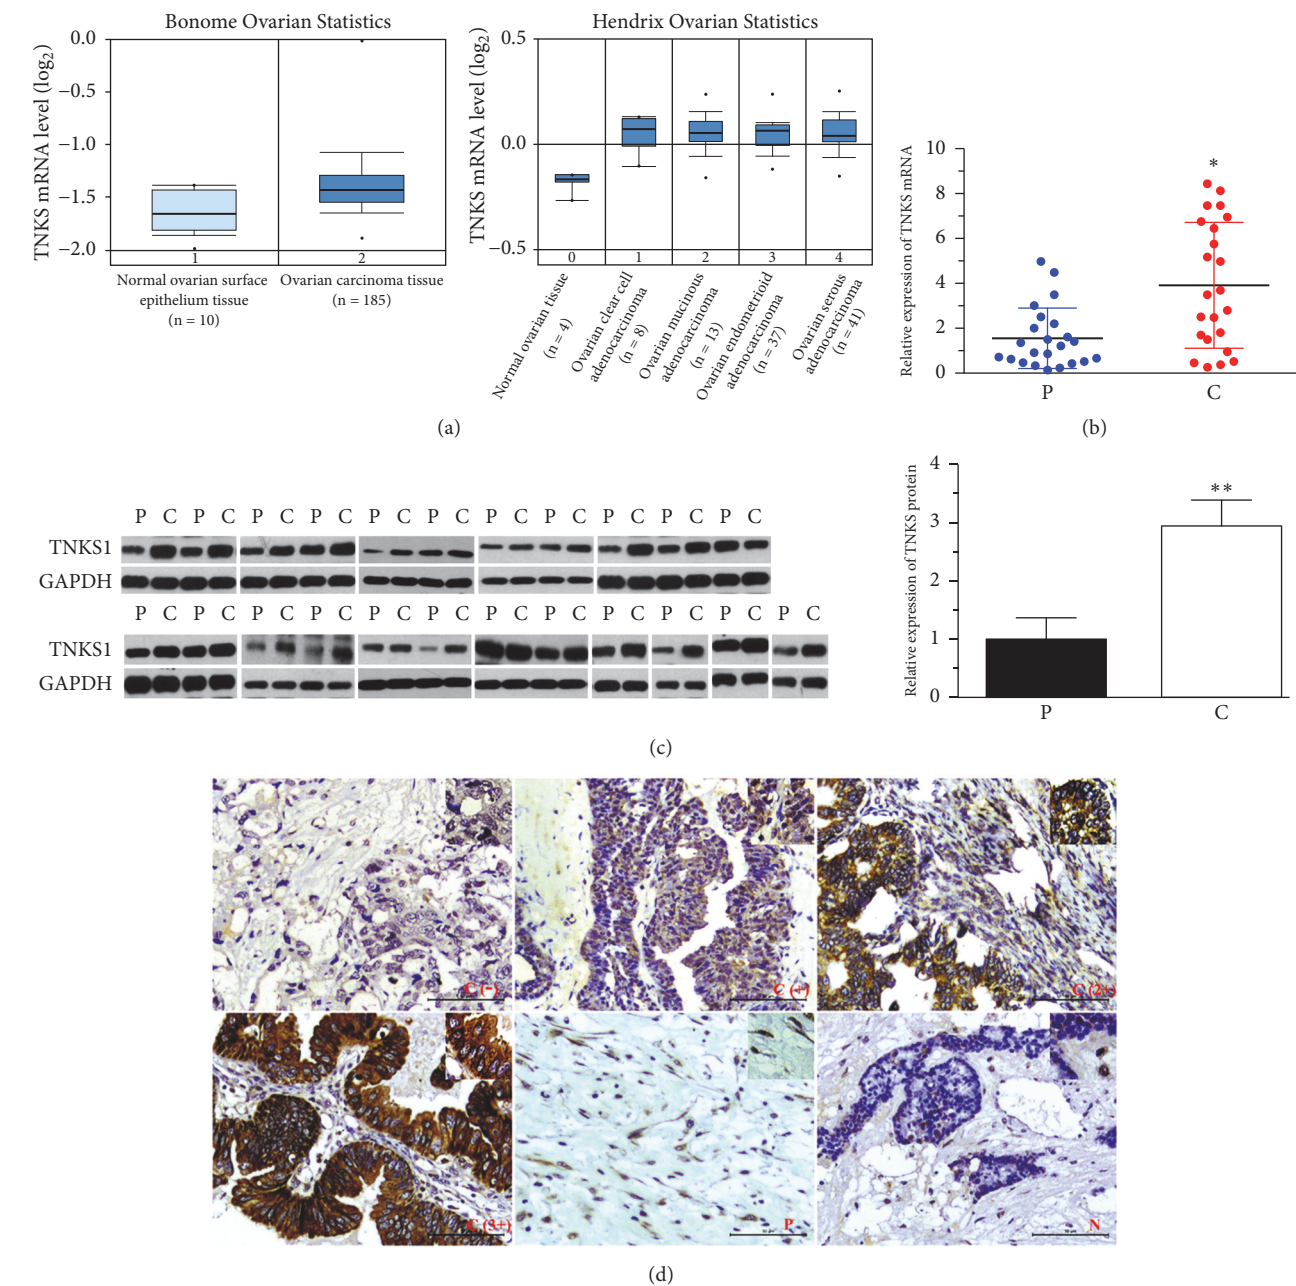 Bonome Ovarian Statistics
TNKS mRNA level (log2)
0.0
−0.5
−1.0
−1.5
−2.0
1
2
Normal ovarian surface
epithelium tissue
(n = 10)
Ovarian carcinoma tissue
(n = 185)
Hendrix Ovarian Statistics
TNKS mRNA level (log2)
0.5
0.0
−0.5
0
1
2
3
4
Normal ovarian tissue
(n = 4)
Ovarian clear cell
adenocarcinoma
(n = 8)
Ovarian mucinous
adenocarcinoma
(n = 13)
Ovarian endometrioid
adenocarcinoma
(n = 37)
Ovarian serous
adenocarcinoma
(n = 41)
(a)
Relative expression of TNKS mRNA
10
8
6
4
2
0
*
P
C
(b)
P C P C P C P C P C P C P C P C P C P C P C
TNKS1
GAPDH
P C P C P C P C P C P C P C P C P C P C P C P C
TNKS1
GAPDH
Relative expression of TNKS protein
4
3
2
1
0
**
P
C
(c)
C (-)
C (+)
C (2+)
C (3+)
P
N
(d)